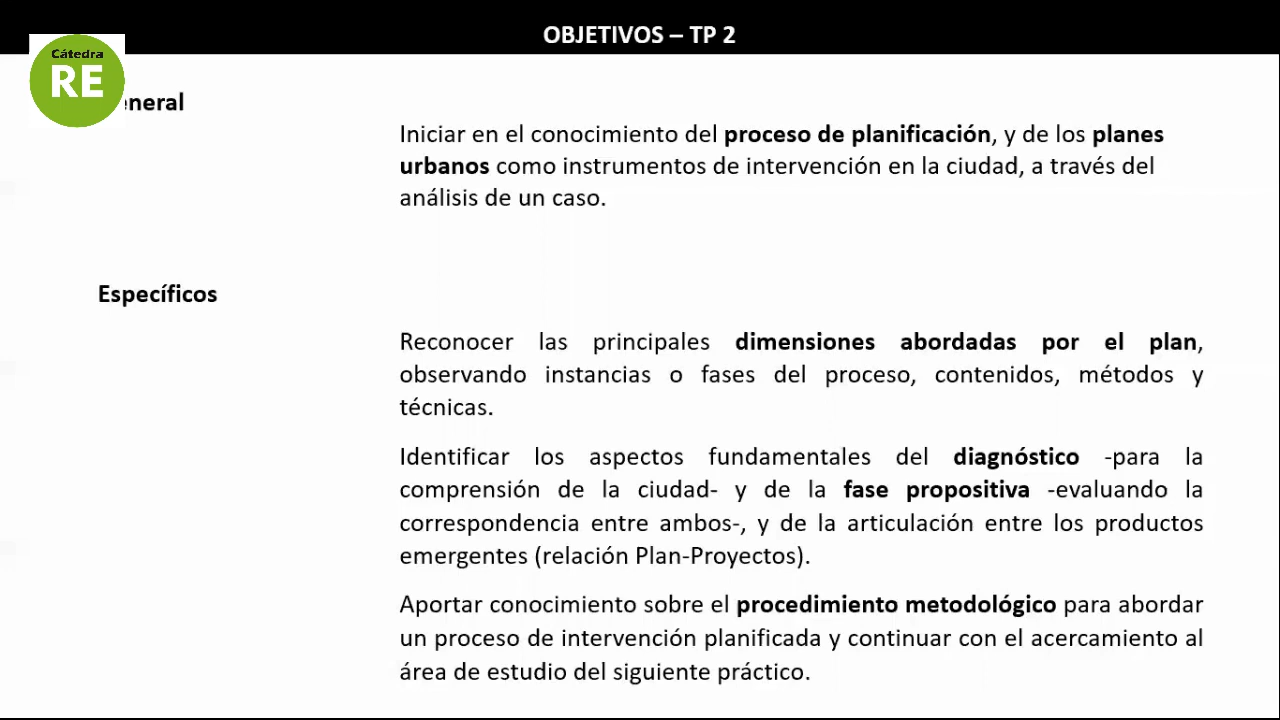 OBJETIVOS – TP 2
Cátedra
RE
eneral
Iniciar en el conocimiento del proceso de planificación, y de los planes
urbanos como instrumentos de intervención en la ciudad, a través del
análisis de un caso.
Específicos
Reconocer las principales dimensiones abordadas por el plan,
observando instancias o fases del proceso, contenidos, métodos y
técnicas.
Identificar los aspectos fundamentales del diagnóstico -para la
comprensión de la ciudad- y de la fase propositiva -evaluando la
correspondencia entre ambos-, y de la articulación entre los productos
emergentes (relación Plan-Proyectos).
Aportar conocimiento sobre el procedimiento metodológico para abordar
un proceso de intervención planificada y continuar con el acercamiento al
área de estudio del siguiente práctico.